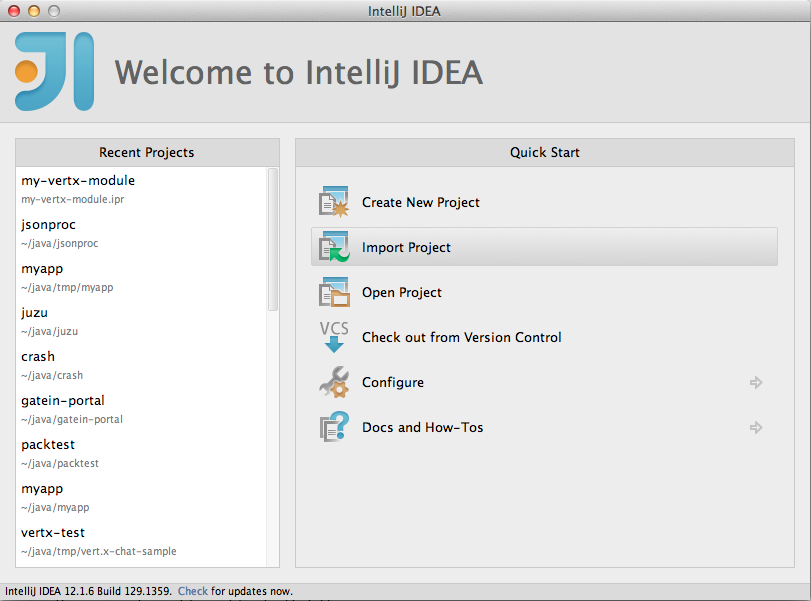 IntelliJ IDEA
Welcome to IntelliJ IDEA
Recent Projects
my-vertx-module
my-vertx-module.ipr
jsonproc
~/java/jsonproc
myapp
~/java/tmp/myapp
juzu
~/java/juzu
crash
~/java/crash
gatein-portal
~/java/gatein-portal
packtest
~/java/packtest
myapp
~/java/myapp
vertx-test
~/java/tmp/vert.x-chat-sample
Quick Start
Create New Project
Import Project
Open Project
VCS
Check out from Version Control
Configure
Docs and How-Tos
IntelliJ IDEA 12.1.6 Build 129.1359. Check for updates now.